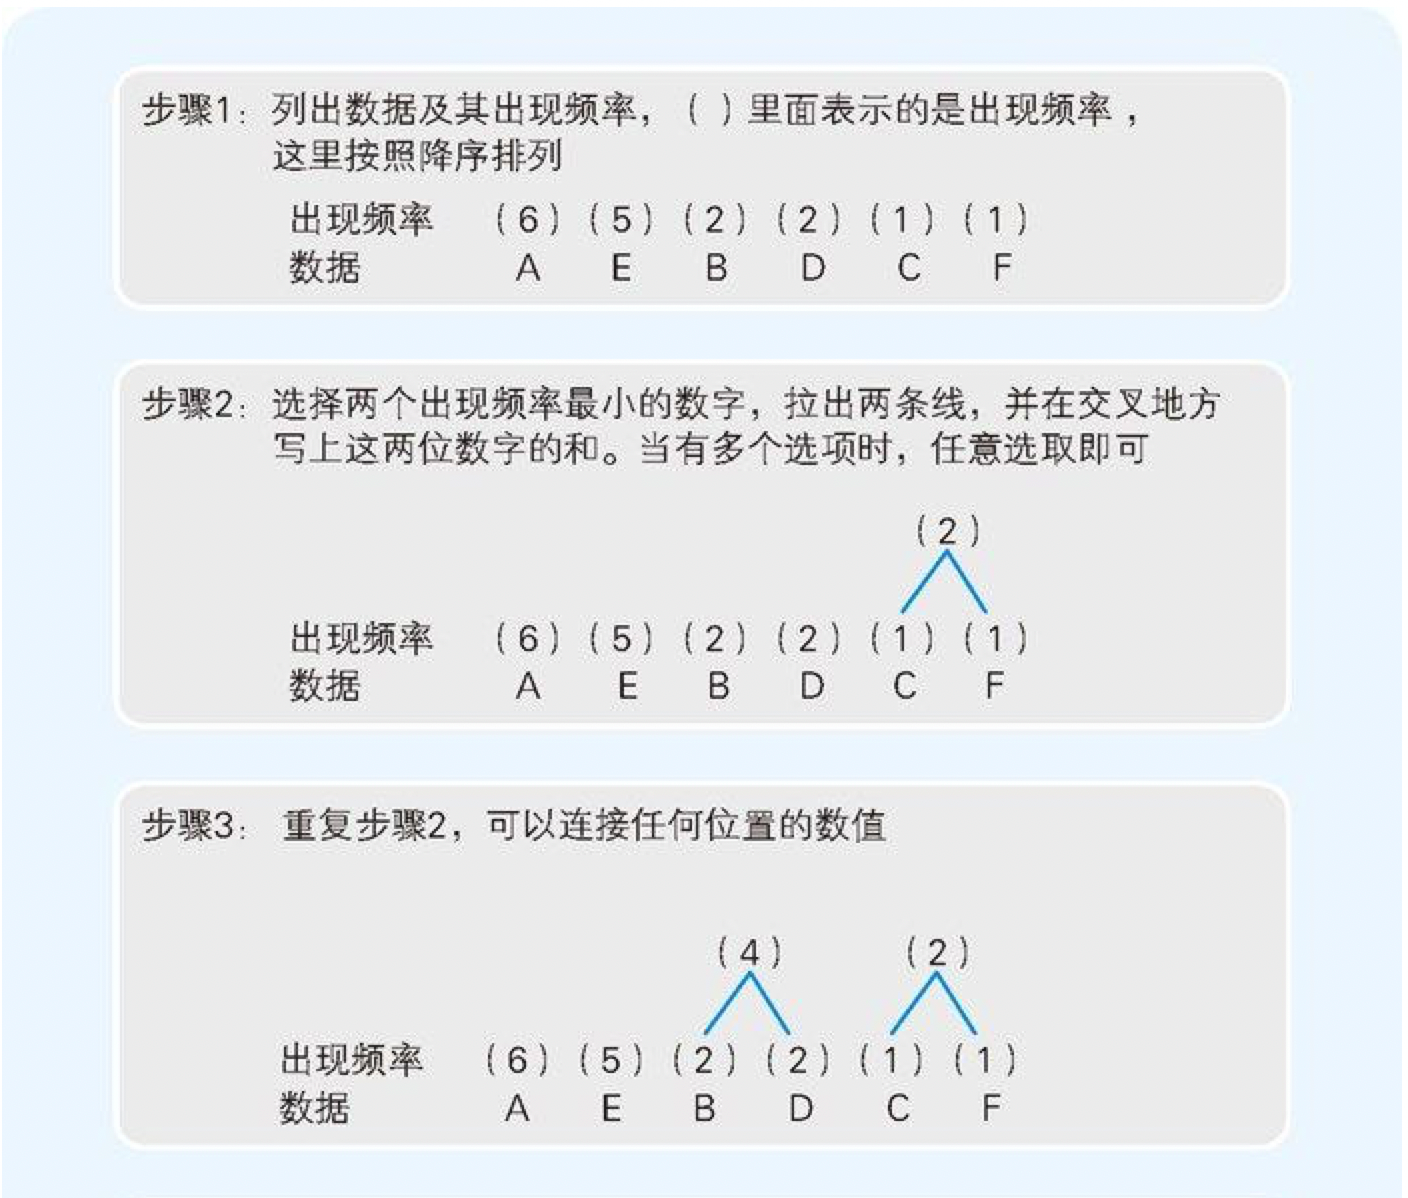 步骤1：列出数据及其出现频率，（ ）里面表示的是出现频率，
这里按照降序排列
出现频率 （6）（5）（2）（2）（1）（1）
数据 A E B D C F
步骤2：选择两个出现频率最小的数字，拉出两条线，并在交叉地方
写上这两位数字的和。当有多个选项时，任意选取即可
（2）
出现频率 （6）（5）（2）（2）（1）（1）
数据 A E B D C F
步骤3： 重复步骤2，可以连接任何位置的数值
（4） （2）
出现频率 （6）（5）（2）（2）（1）（1）
数据 A E B D C F